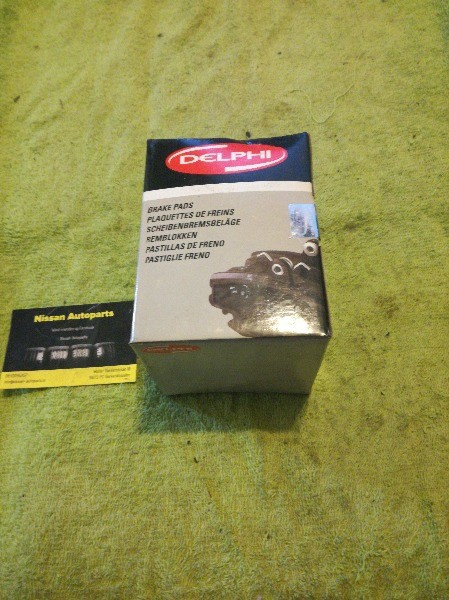 DELPHI
BRAKE PADS
PLAQUETTES DE FREINS
SCHEIBENBREMSBELÄGE
REMBLOKKEN
PASTILLAS DE FRENO
PASTIGLIE FRENO
Nissan Autoparts